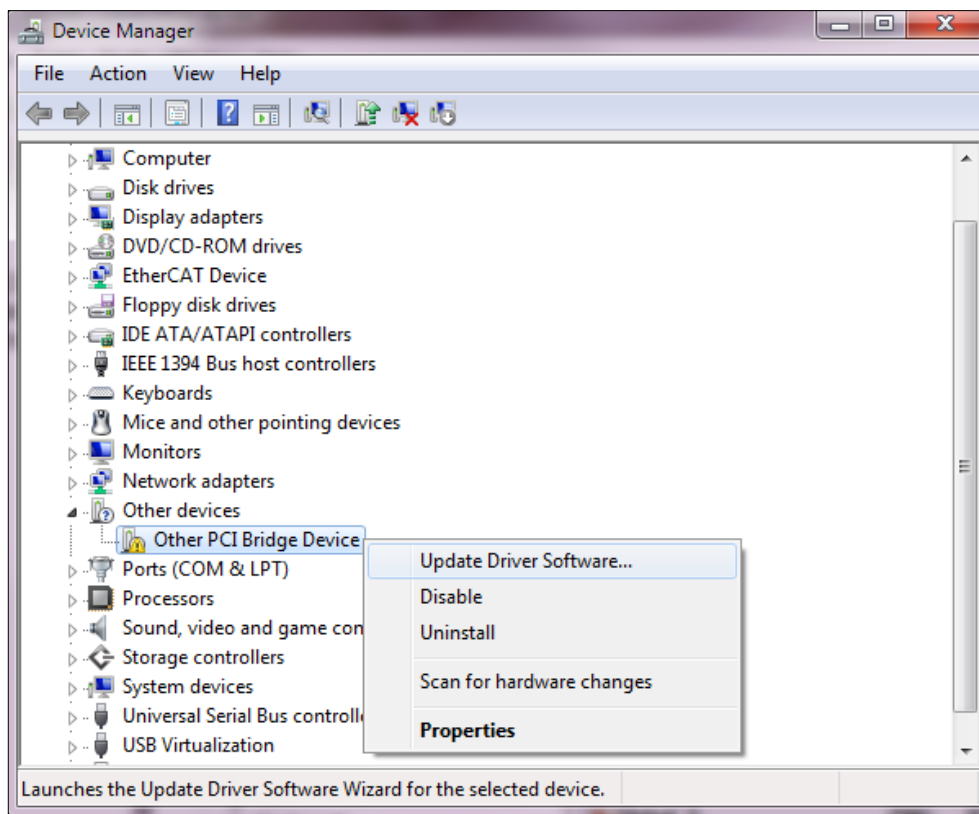 Device Manager
File Action View Help
Computer
Disk drives
Display adapters
DVD/CD-ROM drives
EtherCAT Device
Floppy disk drives
IDE ATA/ATAPI controllers
IEEE 1394 Bus host controllers
Keyboards
Mice and other pointing devices
Monitors
Network adapters
Other devices
Other PCI Bridge Device
Update Driver Software...
Ports (COM & LPT)
Disable
Processors
Uninstall
Sound, video and game con
Storage controllers
Scan for hardware changes
System devices
Universal Serial Bus controlle
Properties
USB Virtualization
Launches the Update Driver Software Wizard for the selected device.